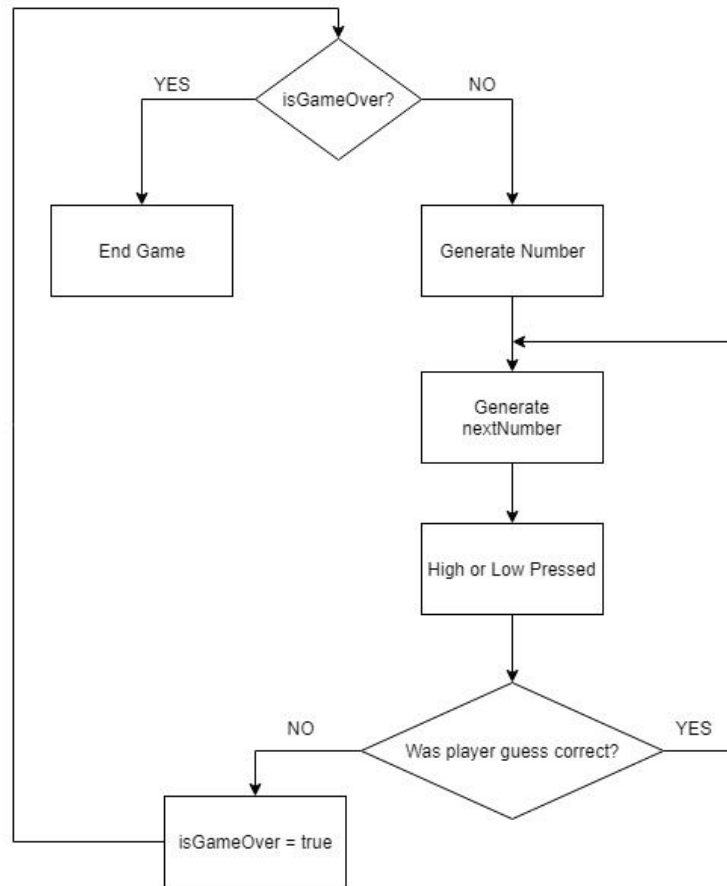 isGameOver?
YES
NO
End Game
Generate Number
Generate
nextNumber
High or Low Pressed
Was player guess correct?
NO
YES
isGameOver = true